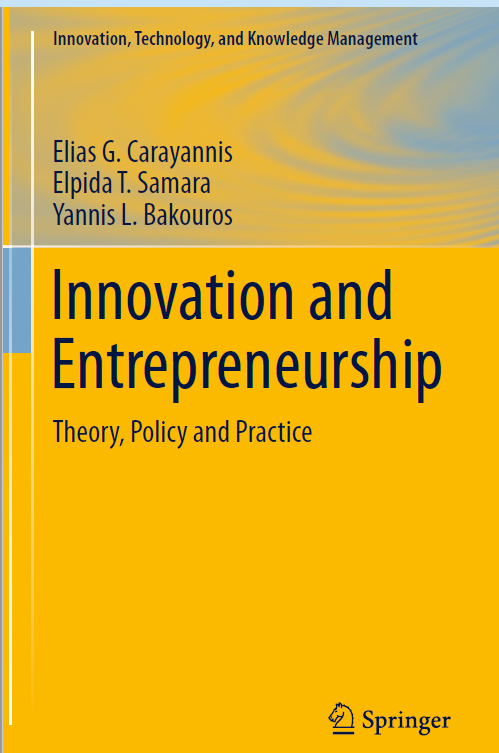 Innovation, Technology, and Knowledge Management
Elias G. Carayannis
Elpida T. Samara
Yannis L. Bakouros
Innovation and
Entrepreneurship
Theory, Policy and Practice
Springer